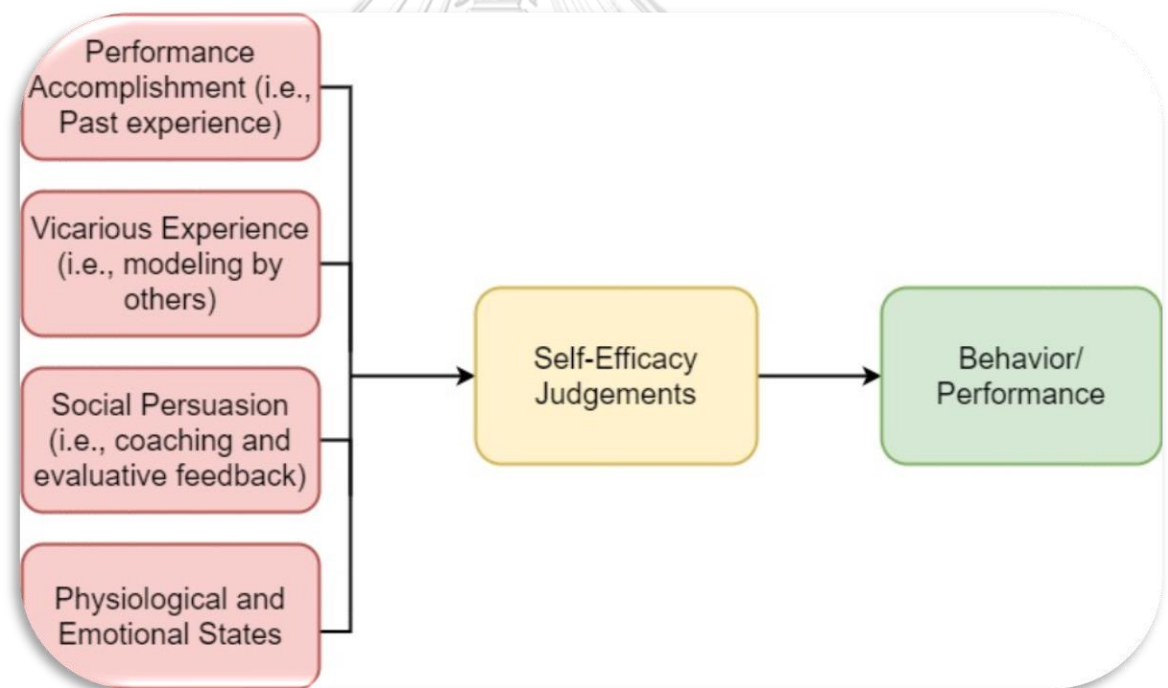 Performance
Accomplishment (i.e.,
Past experience)
Vicarious Experience
(i.e., modeling by
others)
Social Persuasion
(i.e., coaching and
evaluative feedback)
Physiological and
Emotional States
Self-Efficacy
Judgements
Behavior/
Performance